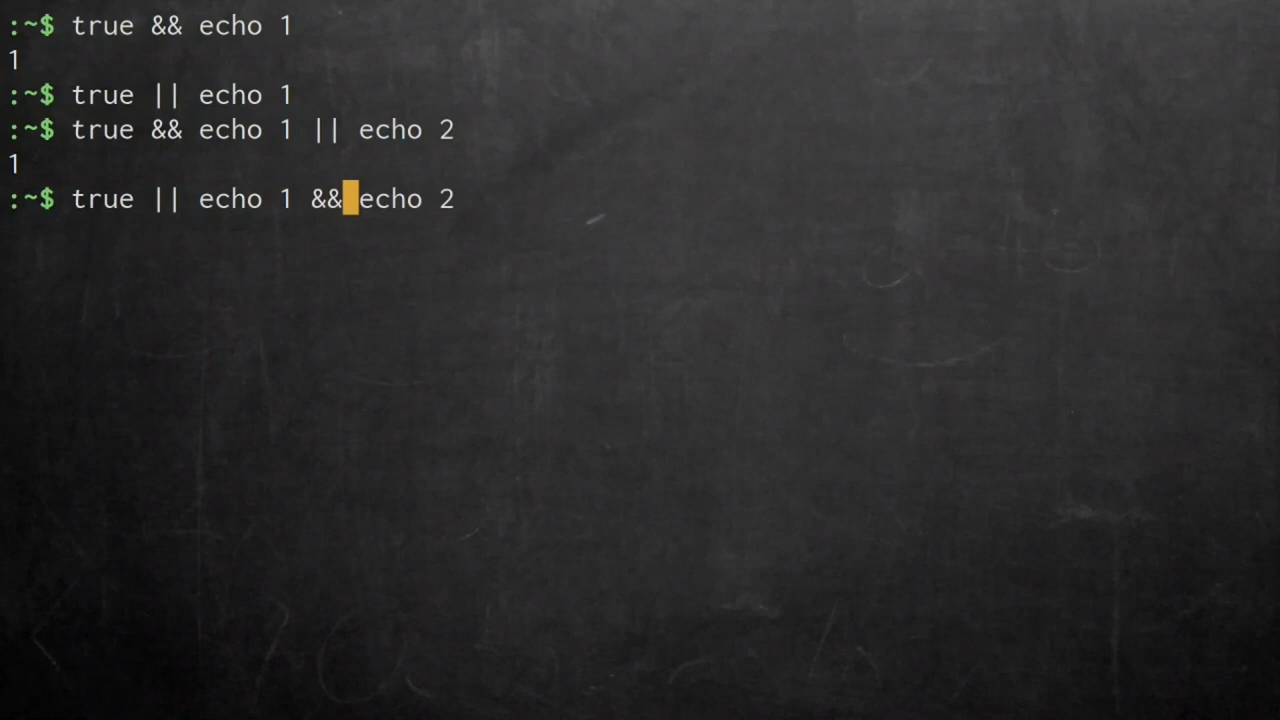 :~$ true && echo 1
1
:~$ true || echo 1
:~$ true && echo 1 || echo 2
1
:~$ true || echo 1 && echo 2